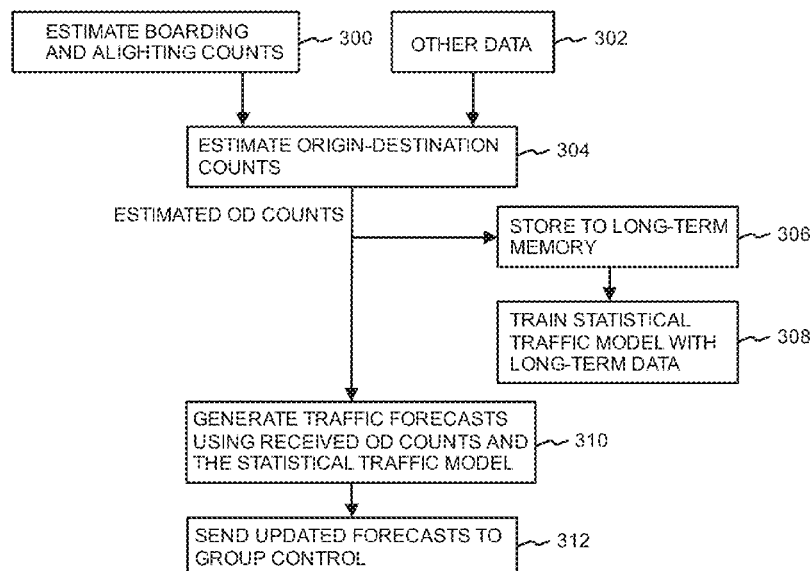 ESTIMATE BOARDING
AND ALIGHTING COUNTS
300
OTHER DATA
302
ESTIMATE ORIGIN-DESTINATION
COUNTS
304
ESTIMATED OD COUNTS
STORE TO LONG-TERM
MEMORY
306
TRAIN STATISTICAL
TRAFFIC MODEL WITH
LONG-TERM DATA
308
GENERATE TRAFFIC FORECASTS
USING RECEIVED OD COUNTS AND
THE STATISTICAL TRAFFIC MODEL
310
SEND UPDATED FORECASTS TO
GROUP CONTROL
312